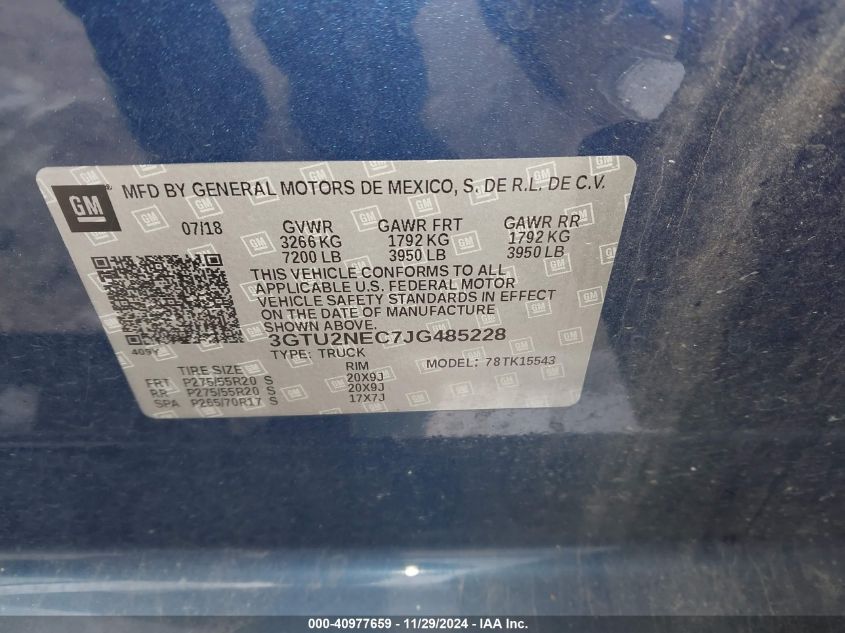 GM ® MFD BY GENERAL MOTORS DE MEXICO, S. DE R.L. DE C.V.
07/18 GVWR GAWR FRT GAWR RR
3266 KG 1792 KG 1792 KG
7200 LB 3950 LB 3950 LB
THIS VEHICLE CONFORMS TO ALL
APPLICABLE U.S. FEDERAL MOTOR
VEHICLE SAFETY STANDARDS IN EFFECT
ON THE DATE OF MANUFACTURE
SHOWN ABOVE.
409Y 3GTU2NEC7JG485228
TYPE: TRUCK MODEL: 78TK15543
TIRE SIZE RIM
FRT P275/55R20 S 20X9J
RR P275/55R20 S 20X9J
SPA P265/70R17 S 17X7J
000-40977659 | 11/29/2024 - IAA Inc.